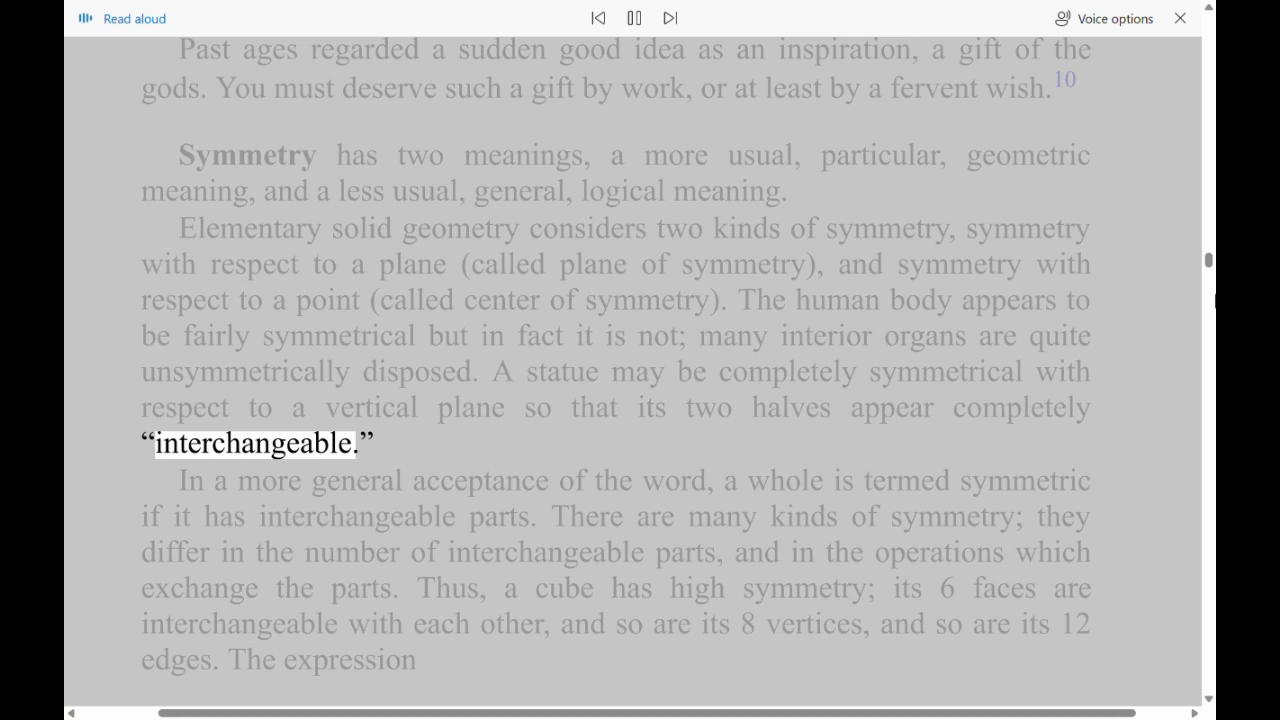 Read aloud
Voice options
Past ages regarded a sudden good idea as an inspiration, a gift of the
gods. You must deserve such a gift by work, or at least by a fervent wish.10
Symmetry has two meanings, a more usual, particular, geometric
meaning, and a less usual, general, logical meaning.
Elementary solid geometry considers two kinds of symmetry, symmetry
with respect to a plane (called plane of symmetry), and symmetry with
respect to a point (called center of symmetry). The human body appears to
be fairly symmetrical but in fact it is not; many interior organs are quite
unsymmetrically disposed. A statue may be completely symmetrical with
respect to a vertical plane so that its two halves appear completely
“interchangeable.”
In a more general acceptance of the word, a whole is termed symmetric
if it has interchangeable parts. There are many kinds of symmetry; they
differ in the number of interchangeable parts, and in the operations which
exchange the parts. Thus, a cube has high symmetry; its 6 faces are
interchangeable with each other, and so are its 8 vertices, and so are its 12
edges. The expression